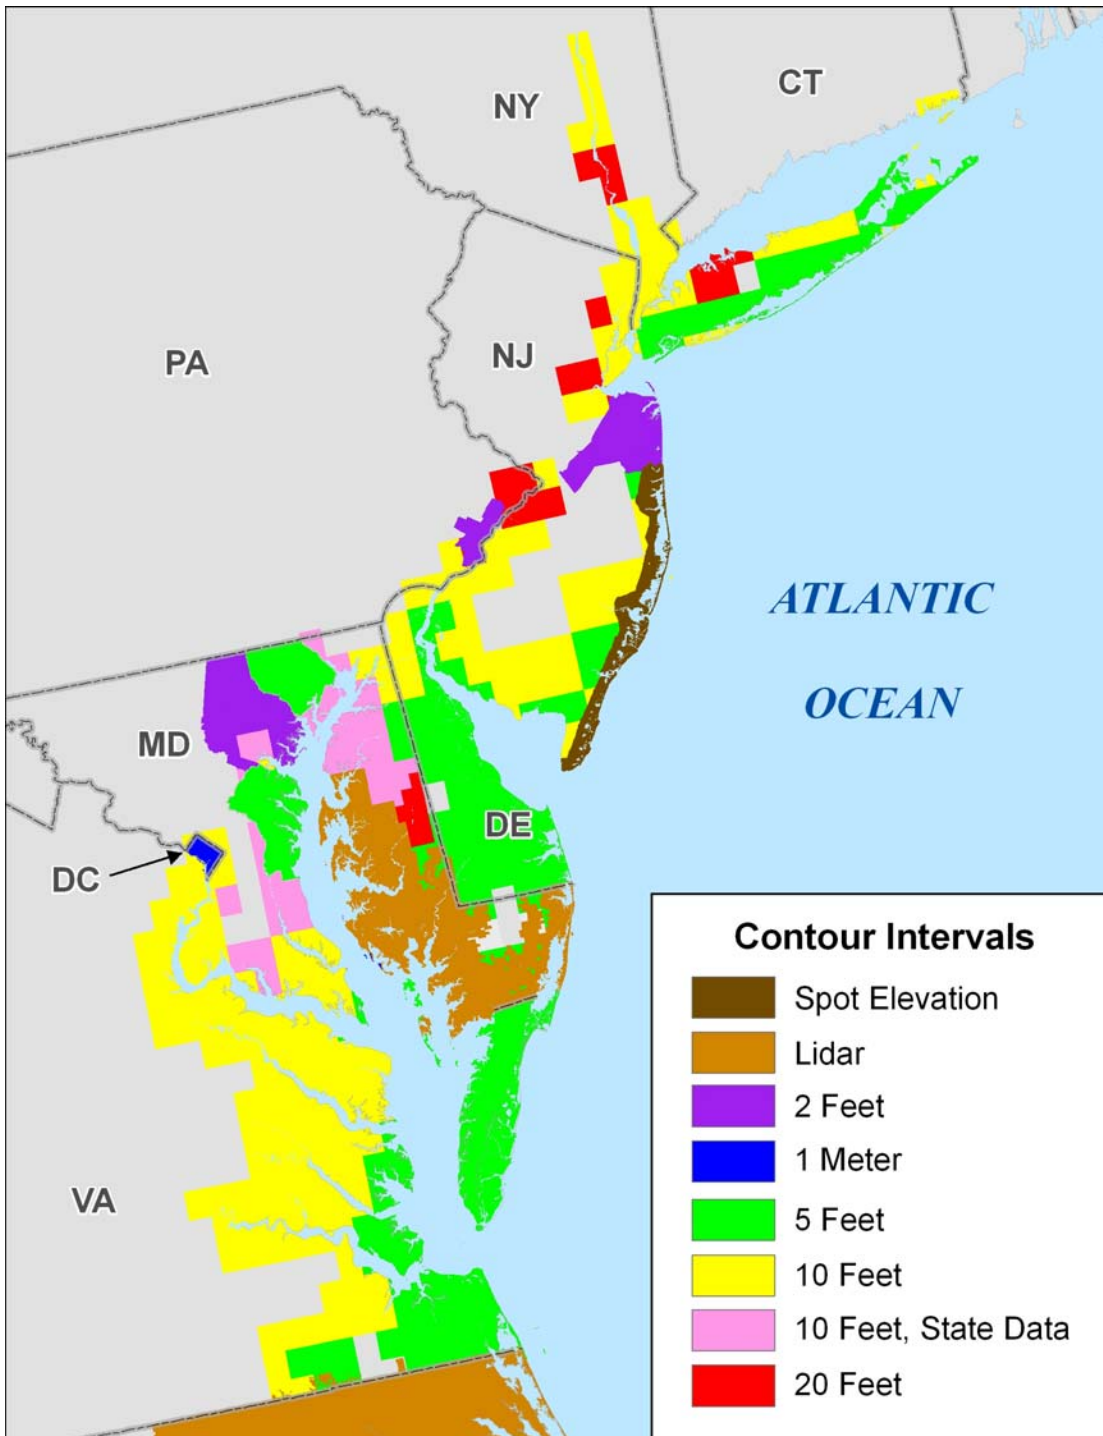 NY
CT
PA
NJ
ATLANTIC
OCEAN
MD
DE
DC
VA
Contour Intervals
Spot Elevation
Lidar
2 Feet
1 Meter
5 Feet
10 Feet
10 Feet, State Data
20 Feet